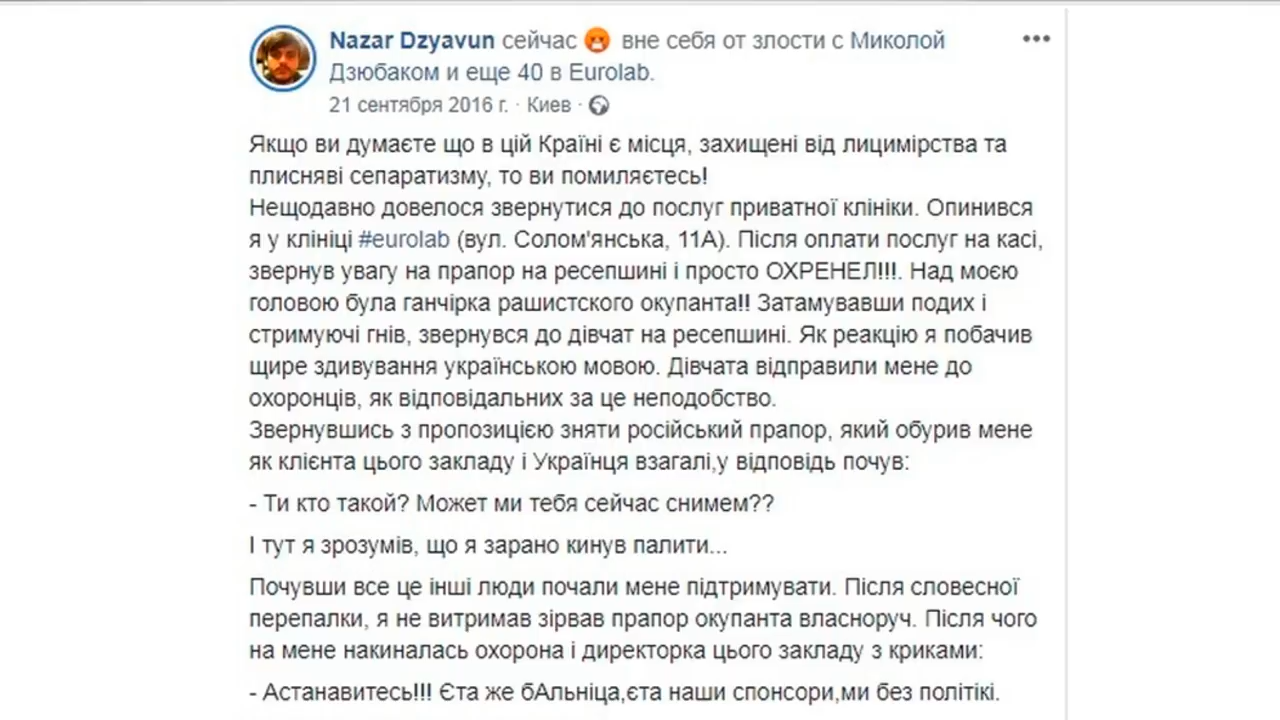 Nazar Dzyavun сейчас 😡 вне себя от злости с Миколой
Дзюбаком и еще 40 в Eurolab.
21 сентября 2016 г. · Киев ·
Якщо ви думаєте що в цій Країні є місця, захищені від лицимірства та
плисняві сепаратизму, то ви помиляєтесь!
Нещодавно довелося звернутися до послуг приватної клініки. Опинився
я у клініці #eurolab (вул. Солом'янська, 11А). Після оплати послуг на касі,
звернув увагу на прапор на ресепшині і просто ОХРЕНЕЛ!!!. Над моєю
головою була ганчірка рашистского окупанта!! Затамувавши подих і
стримуючі гнів, звернувся до дівчат на ресепшині. Як реакцію я побачив
щире здивування українською мовою. Дівчата відправили мене до
охоронців, як відповідальних за це неподобство.
Звернувшись з пропозицією зняти російський прапор, який обурив мене
як клієнта цього закладу і Українця взагалі,у відповідь почув:
- Ти кто такой? Может ми тебя сейчас снимем??
І тут я зрозумів, що я зарано кинув палити...
Почувши все це інші люди почали мене підтримувати. Після словесної
перепалки, я не витримав зірвав прапор окупанта власноруч. Після чого
на мене накиналась охорона і директорка цього закладу з криками:
- Астанавитесь!!! Єта же бАльніца,єта наши спонсори,ми без політікі.